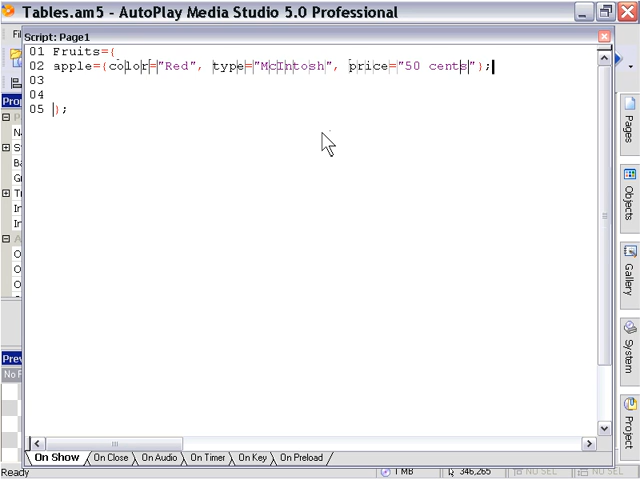 Tables.am5 - AutoPlay Media Studio 5.0 Professional
Script: Page1
01 Fruits={
02 apple={color="Red", type="McIntosh", price="50 cents"};
03
04
05 };
Pages
Objects
Gallery
System
Project
On Show
On Close
On Audio
On Timer
On Key
On Preload
Ready
1 MB
346,265
NO SEL
NO SEL